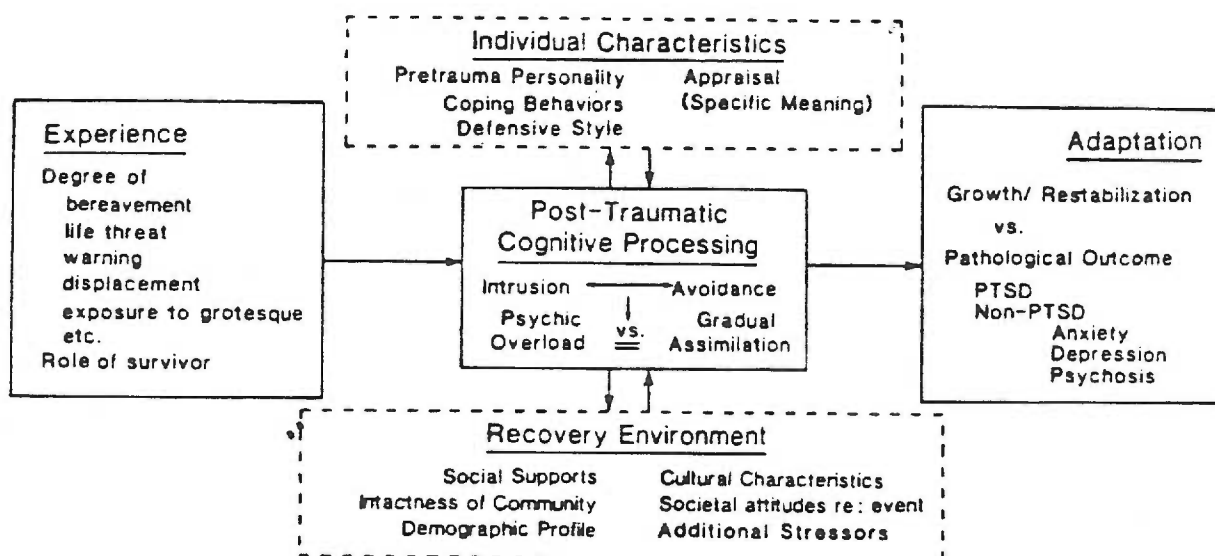 Individual Characteristics
Pretrauma Personality
Coping Behaviors
Defensive Style
Appraisal
(Specific Meaning)
Experience
Degree of
bereavement
life threat
warning
displacement
exposure to grotesque
etc.
Role of survivor
Post-Traumatic
Cognitive Processing
Intrusion Avoidance
Psychic
Overload
vs.
Gradual
Assimilation
Adaptation
Growth/ Restabilization
vs.
Pathological Outcome
PTSD
Non-PTSD
Anxiety
Depression
Psychosis
Recovery Environment
Social Supports
Intactness of Community
Demographic Profile
Cultural Characteristics
Societal attitudes re: event
Additional Stressors